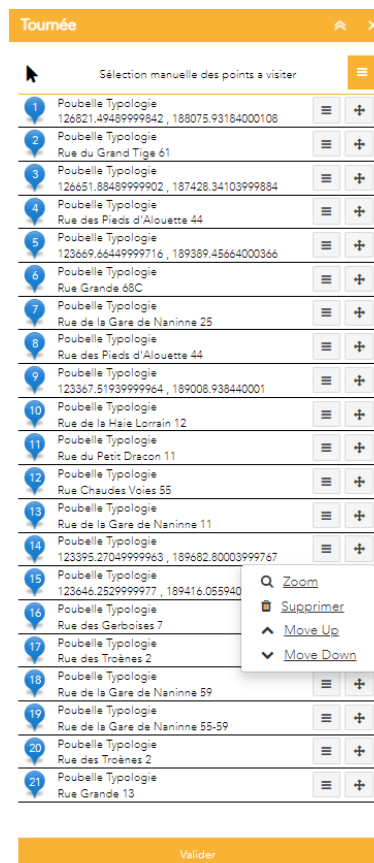 Tournée
Sélection manuelle des points a visiter
1 Poubelle Typologie
126821.49489999842 , 188075.93184000108
2 Poubelle Typologie
Rue du Grand Tige 61
3 Poubelle Typologie
126651.88489999902 , 187428.34103999884
4 Poubelle Typologie
Rue des Pieds d'Alouette 44
5 Poubelle Typologie
123669.66449999716 , 189389.45664000366
6 Poubelle Typologie
Rue Grande 68C
7 Poubelle Typologie
Rue de la Gare de Naninne 25
8 Poubelle Typologie
Rue des Pieds d'Alouette 44
9 Poubelle Typologie
123367.51939999964 , 189008.938440001
10 Poubelle Typologie
Rue de la Haie Lorrain 12
11 Poubelle Typologie
Rue du Petit Dracon 11
12 Poubelle Typologie
Rue Chaudes Voies 55
13 Poubelle Typologie
Rue de la Gare de Naninne 11
14 Poubelle Typologie
123395.27049999963 , 189682.80003999767
15 Poubelle Typologie
123646.2529999977 , 189416.055940
Zoom
Supprimer
Move Up
Move Down
16 Poubelle Typologie
Rue des Gerboises 7
17 Poubelle Typologie
Rue des Troènes 2
18 Poubelle Typologie
Rue de la Gare de Naninne 59
19 Poubelle Typologie
Rue de la Gare de Naninne 55-59
20 Poubelle Typologie
Rue des Troènes 2
21 Poubelle Typologie
Rue Grande 13
Valider